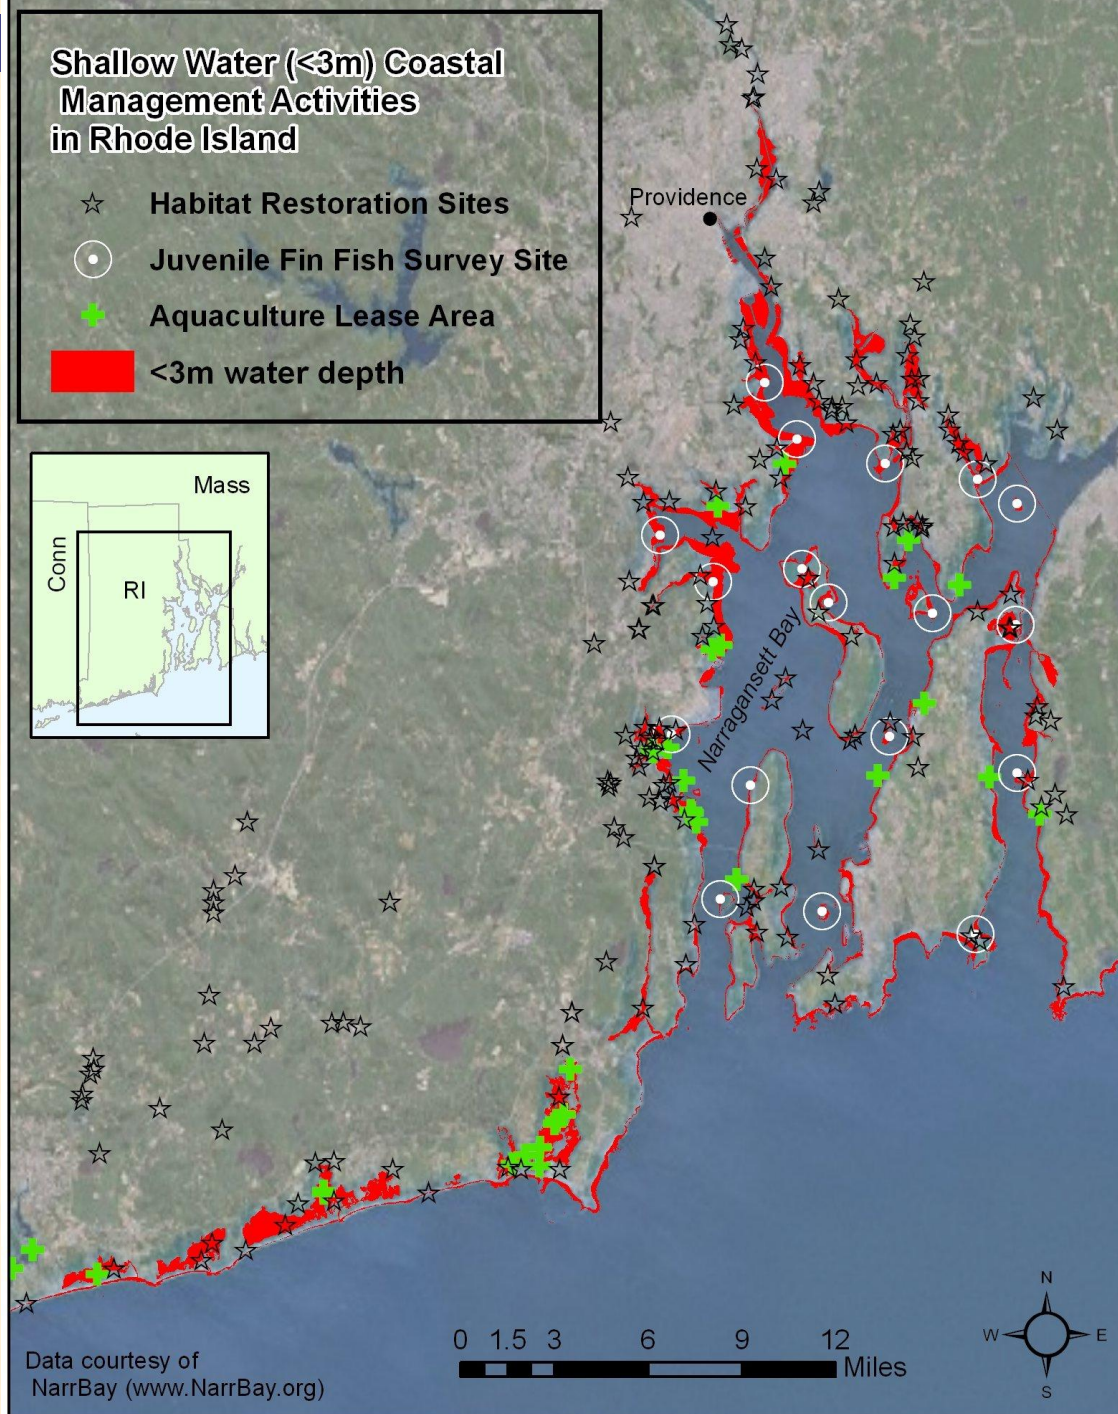 Shallow Water (<3m) Coastal
Management Activities
in Rhode Island
Habitat Restoration Sites
Juvenile Fin Fish Survey Site
Aquaculture Lease Area
<3m water depth
Providence
Mass
Conn
RI
Narragansett Bay
N
W
E
S
0 1.5 3 6 9 12
Miles
Data courtesy of
NarrBay (www.NarrBay.org)